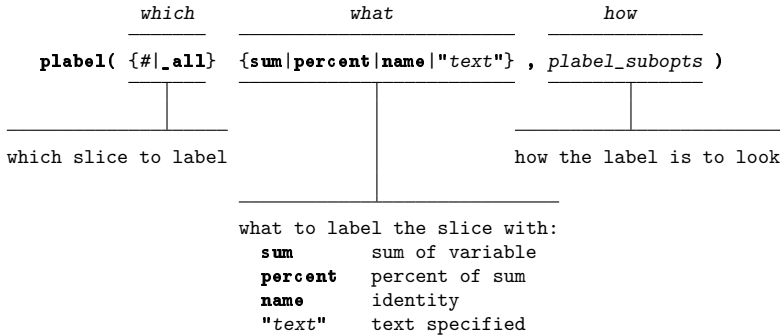 which what how
plabel( {#|_all} {sum|percent|name|"text"} , plabel_subopts )
which slice to label how the label is to look
what to label the slice with:
sum sum of variable
percent percent of sum
name identity
"text" text specified